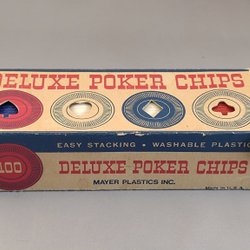 DELUXE POKER CHIPS
EASY STACKING • WASHABLE PLASTIC
100 DELUXE POKER CHIPS
MAYER PLASTICS INC.
MADE IN U.S.A.